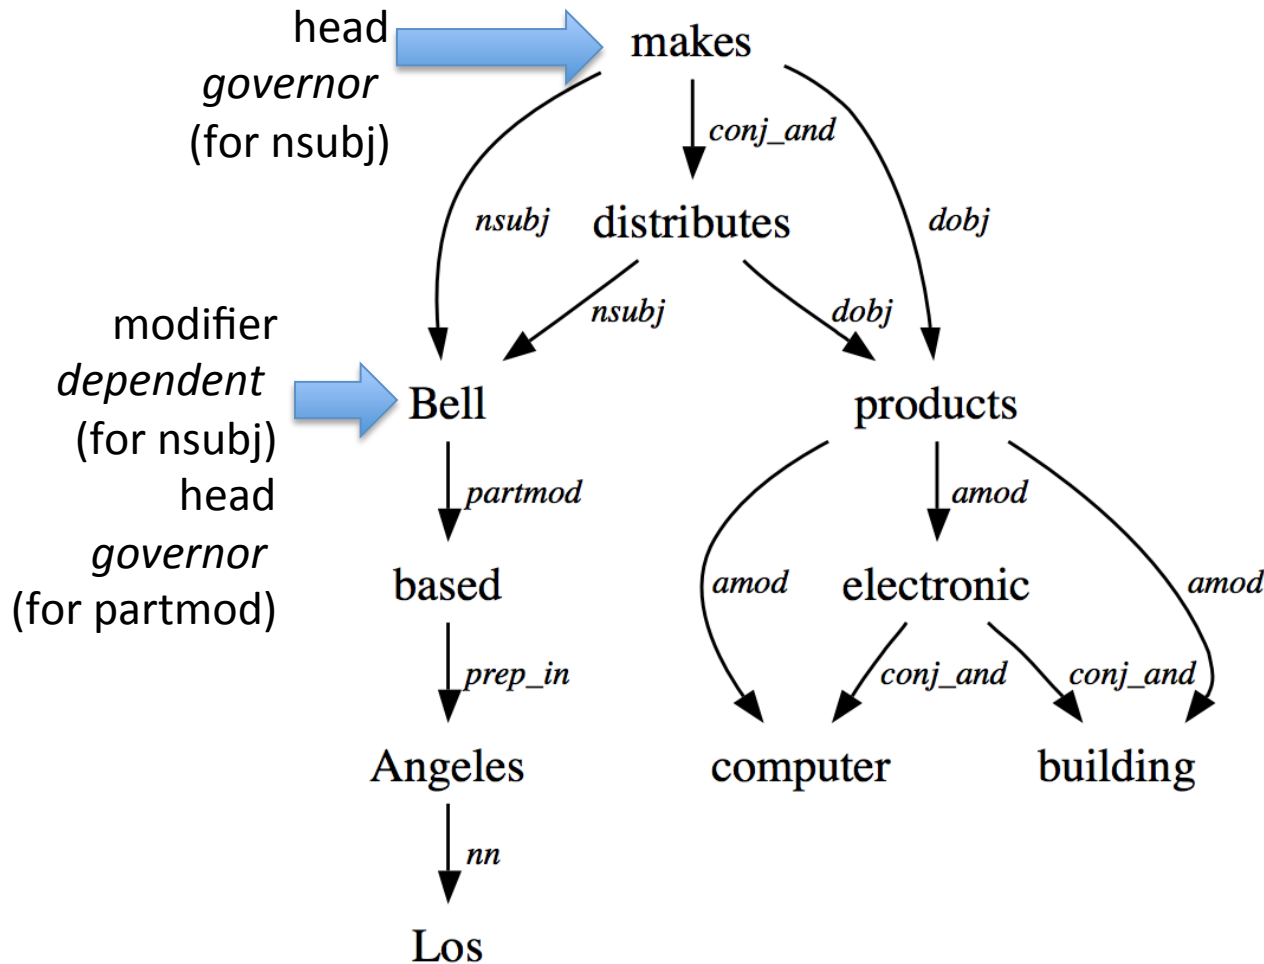 head
governor
(for nsubj)
makes
conj_and
nsubj
distributes
dobj
nsubj
dobj
modifier
dependent
(for nsubj)
head
governor
(for partmod)
Bell
products
partmod
amod
based
amod
electronic
amod
prep_in
conj_and
conj_and
Angeles
computer
building
nn
Los